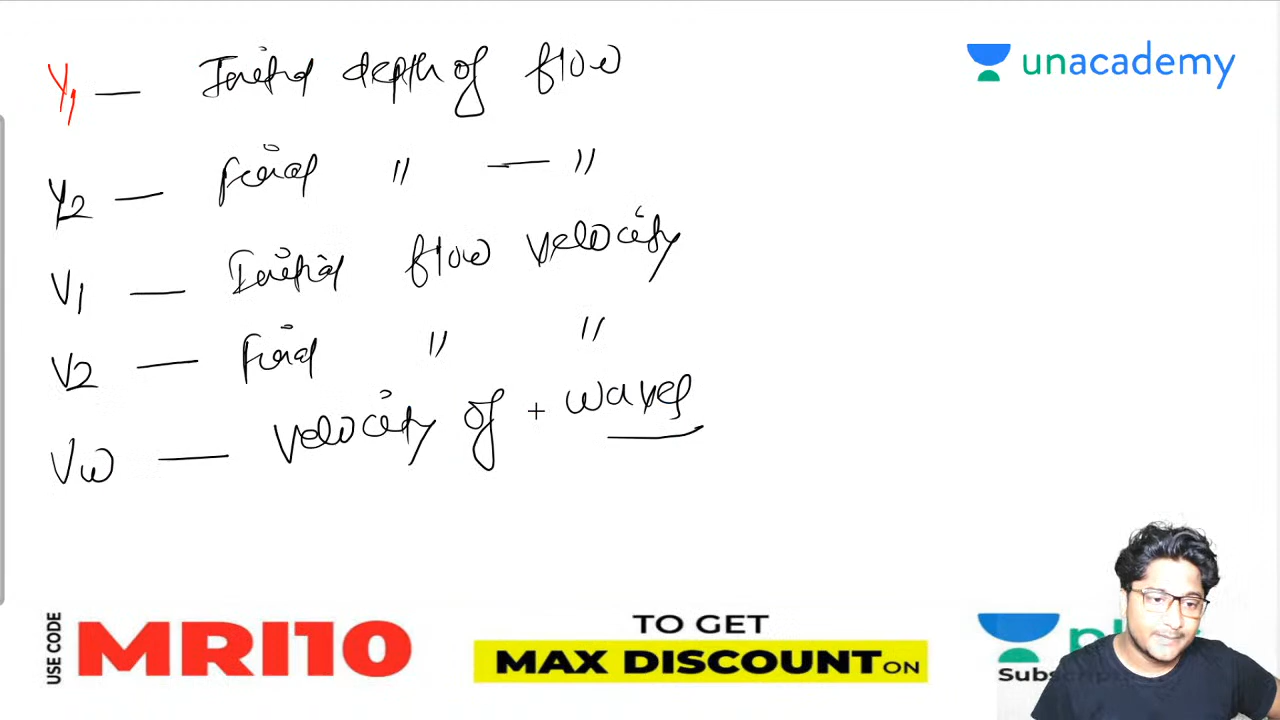 y1 — Initial depth of flow
unacademy
y2 — Final " — "
V1 — Initial flow velocity
V2 — Final " "
Vw — velocity of + waves
USE CODE
MRI10
TO GET
MAX DISCOUNT ON